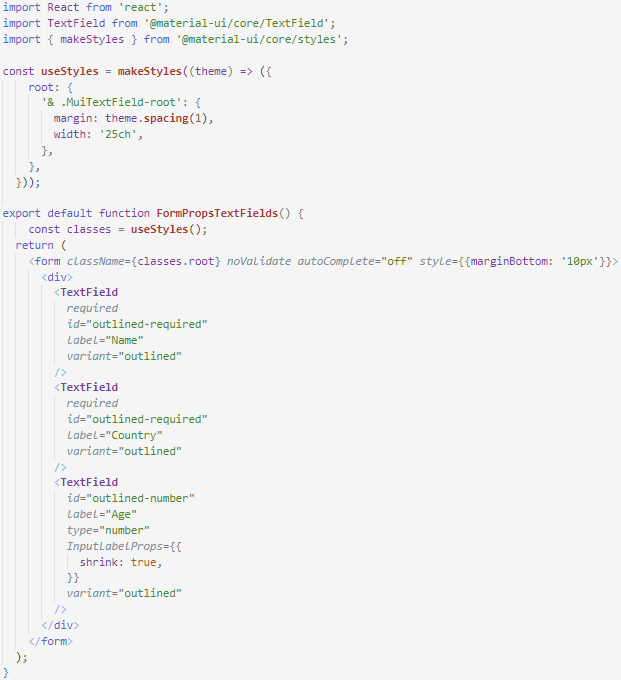 import React from 'react';
import TextField from '@material-ui/core/TextField';
import { makeStyles } from '@material-ui/core/styles';

const useStyles = makeStyles((theme) => ({
    root: {
      '& .MuiTextField-root': {
        margin: theme.spacing(1),
        width: '25ch',
      },
    },
  }));

export default function FormPropsTextFields() {
    const classes = useStyles();
  return (
    <form className={classes.root} noValidate autoComplete="off" style={{marginBottom: '10px'}}>
      <div>
        <TextField
          required
          id="outlined-required"
          label="Name"
          variant="outlined"
        />
        <TextField
          required
          id="outlined-required"
          label="Country"
          variant="outlined"
        />
        <TextField
          id="outlined-number"
          label="Age"
          type="number"
          InputLabelProps={{
            shrink: true,
          }}
          variant="outlined"
        />
      </div>
    </form>
  );
}